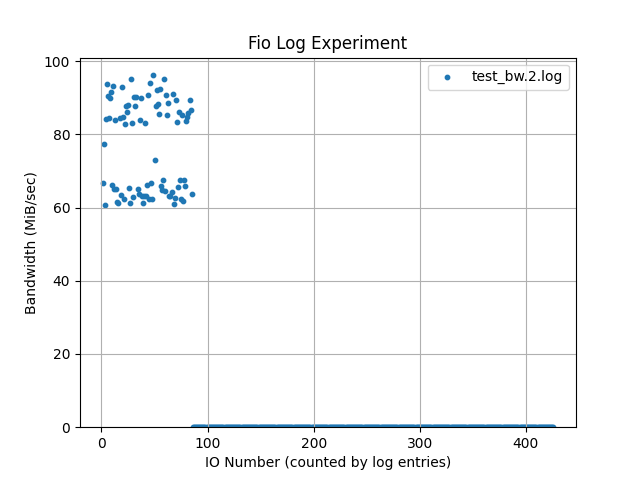 Fio Log Experiment
test_bw.2.log
100
80
60
40
20
0
Bandwidth (MiB/sec)
0 100 200 300 400
IO Number (counted by log entries)